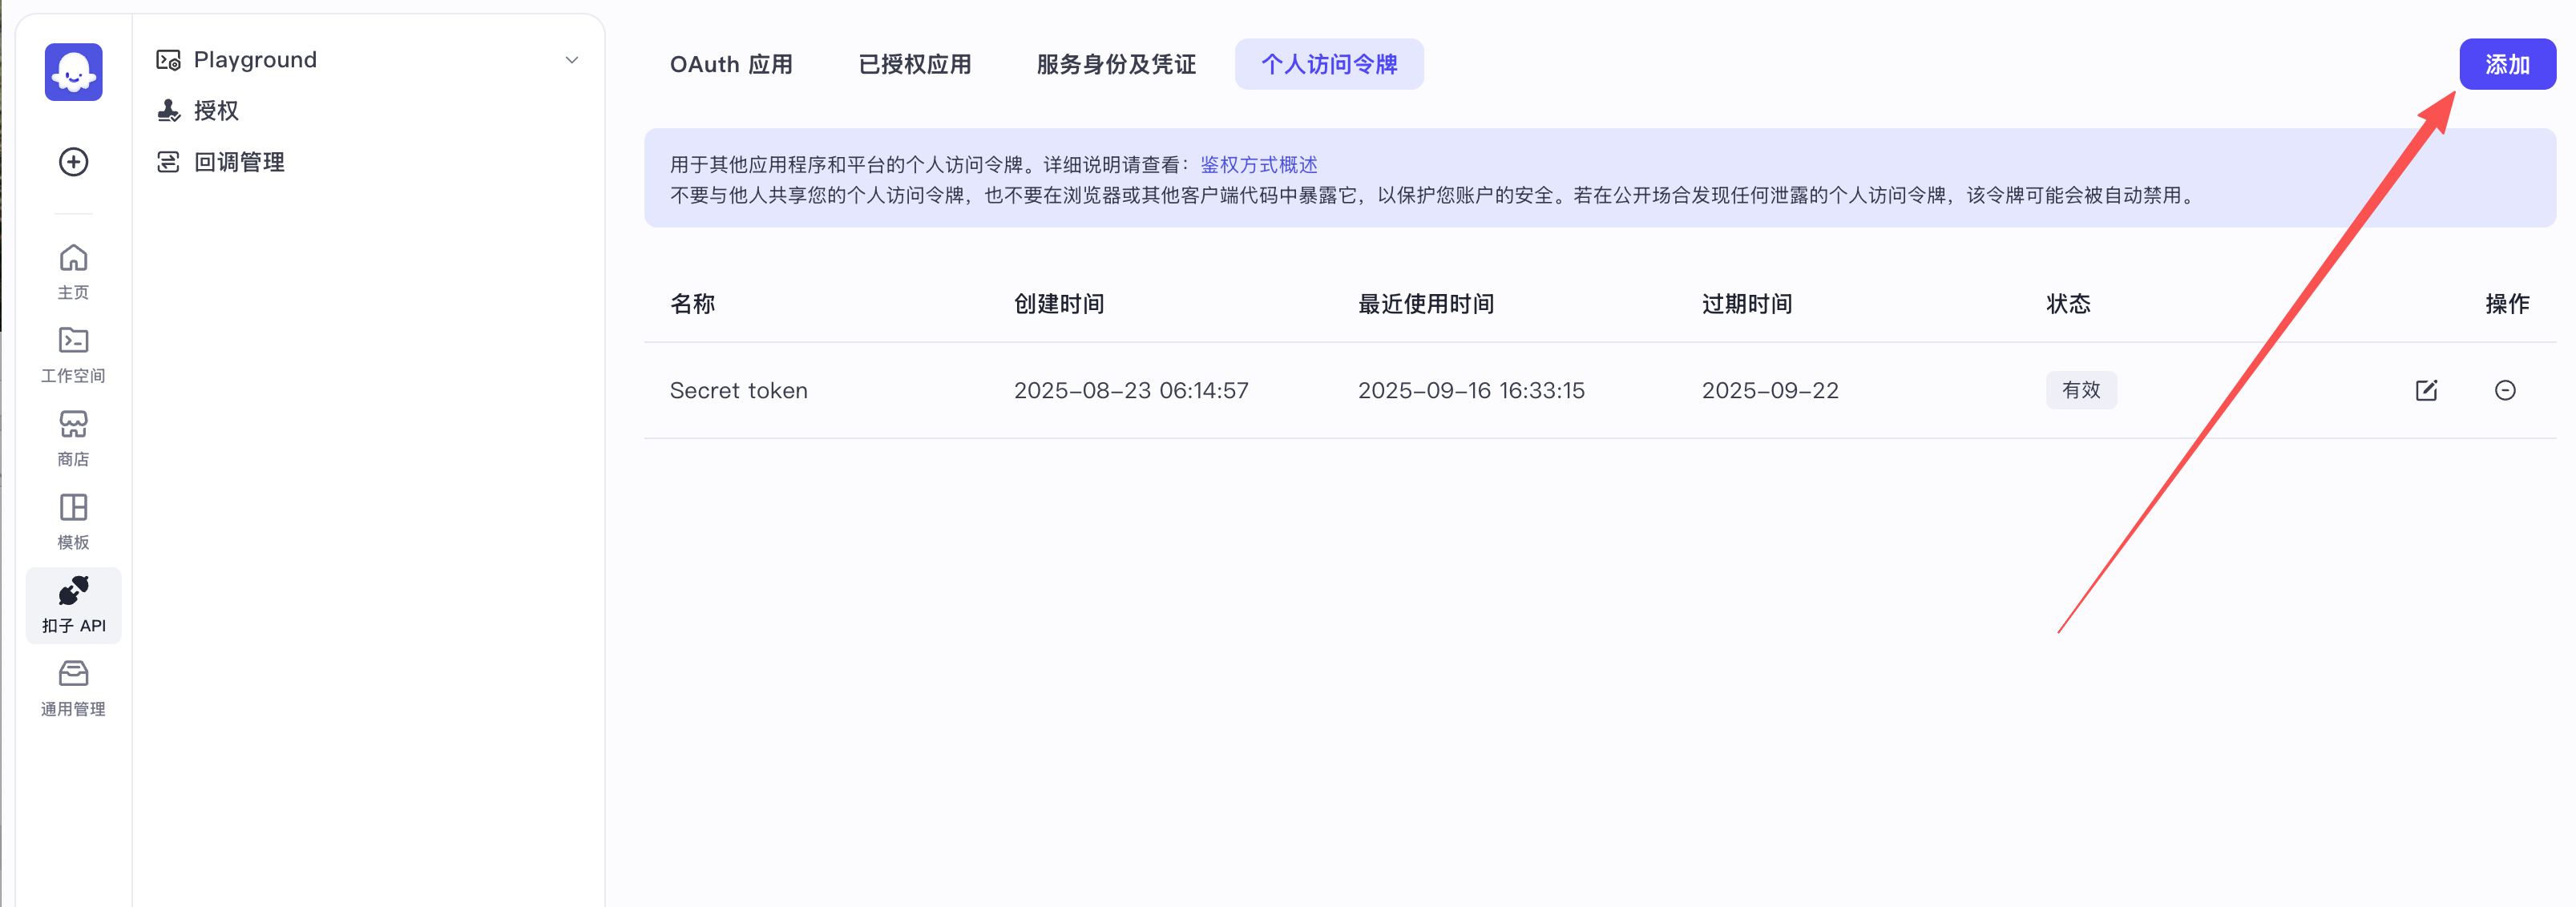 Playground
授权
回调管理
主页
工作空间
商店
模板
扣子 API
通用管理
OAuth 应用
已授权应用
服务身份及凭证
个人访问令牌
添加
用于其他应用程序和平台的个人访问令牌。详细说明请查看：鉴权方式概述
不要与他人共享您的个人访问令牌，也不要在浏览器或其他客户端代码中暴露它，以保护您账户的安全。若在公开场合发现任何泄露的个人访问令牌，该令牌可能会被自动禁用。
名称 创建时间 最近使用时间 过期时间 状态 操作
Secret token 2025-08-23 06:14:57 2025-09-16 16:33:15 2025-09-22 有效